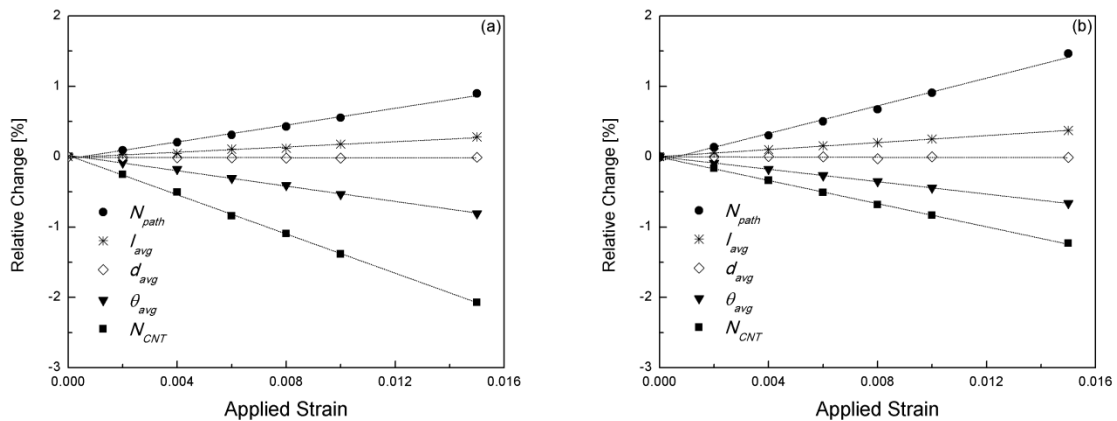 (a)
2
1
0
-1
-2
-3
Relative Change [%]
N_path
l_avg
d_avg
θ_avg
N_CNT
0.000
0.004
0.008
0.012
0.016
Applied Strain
(b)
2
1
0
-1
-2
-3
Relative Change [%]
N_path
l_avg
d_avg
θ_avg
N_CNT
0.000
0.004
0.008
0.012
0.016
Applied Strain